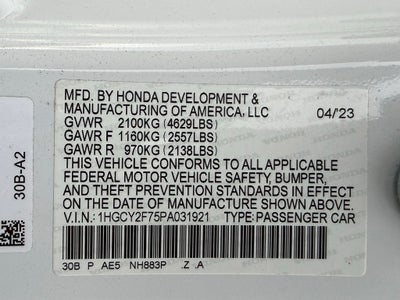 MFD. BY HONDA DEVELOPMENT &
MANUFACTURING OF AMERICA, LLC 04/23
GVWR 2100KG (4629LBS)
GAWR F 1160KG (2557LBS)
GAWR R 970KG (2138LBS)
THIS VEHICLE CONFORMS TO ALL APPLICABLE
FEDERAL MOTOR VEHICLE SAFETY, BUMPER,
AND THEFT PREVENTION STANDARDS IN EFFECT
ON THE DATE OF MANUFACTURE SHOWN ABOVE.
V.I.N.: 1HGCY2F75PA031921 TYPE: PASSENGER CAR
30B P AE5 NH883P .Z .A
30B-A2